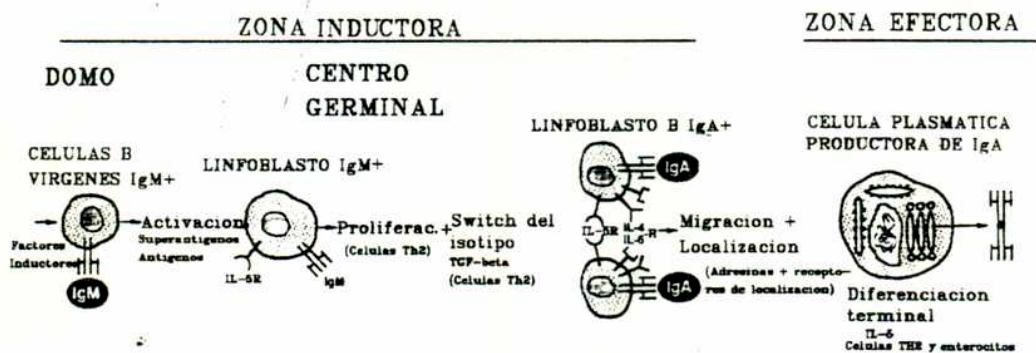 ZONA INDUCTORA
ZONA EFECTORA
DOMO
CENTRO
GERMINAL
CELULAS B
VIRGENES IgM+
Factores
Inductores
IgM
Activacion
Superantigenos
Antigenos
LINFOBLASTO IgM+
IL-5R
IgM
Proliferac.+
(Celulas Th2)
Switch del
isotipo
TGF-beta
(Celulas Th2)
LINFOBLASTO B IgA+
IgA
IL-5R
IL-4
IL-6
R
IgA
Migracion +
Localizacion
(Adresinas + recepto-
res de localizacion)
CELULA PLASMATICA
PRODUCTORA DE IgA
Diferenciacion
terminal
IL-6
Celulas THR y enterocitos